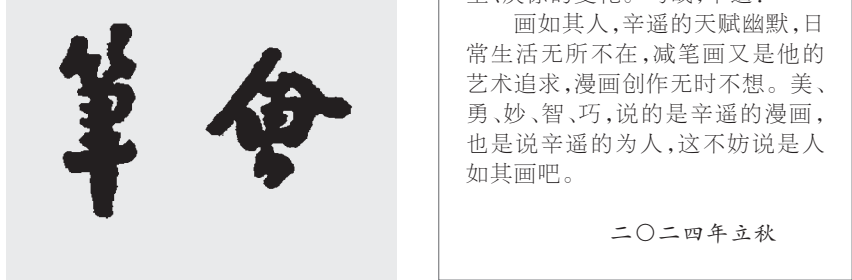 筆會
画如其人，辛遥的天赋幽默，日
常生活无所不在，减笔画又是他的
艺术追求，漫画创作无时不想。美、
勇、妙、智、巧，说的是辛遥的漫画，
也是说辛遥的为人，这不妨说是人
如其画吧。
二〇二四年立秋